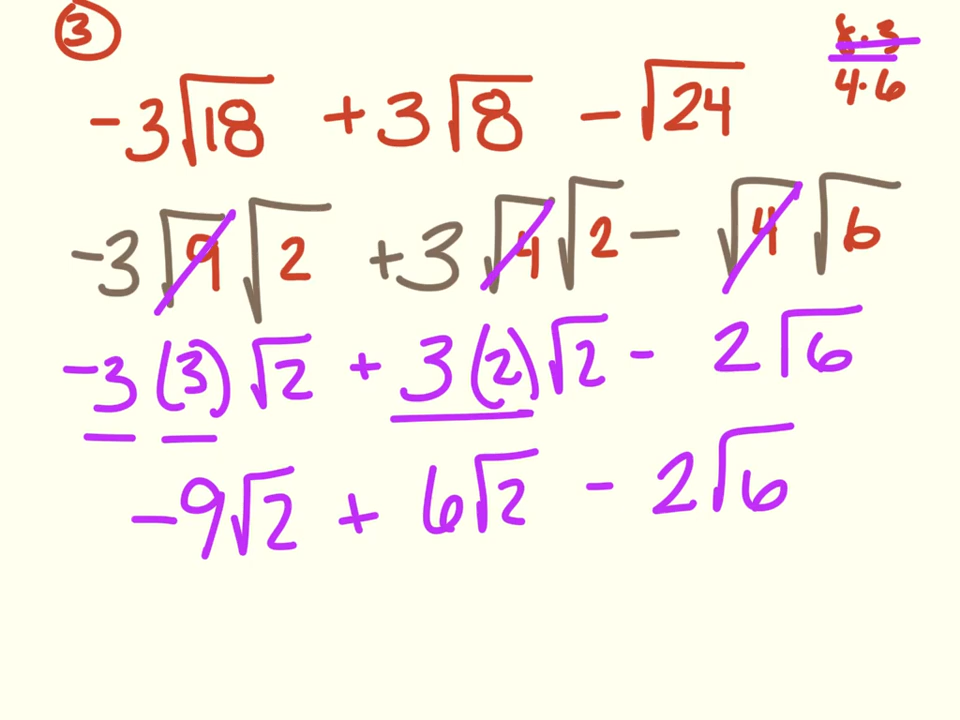 ③
8·3
4·6
-3√18 + 3√8 - √24
-3√9√2 + 3√4√2 - √4√6
-3(3)√2 + 3(2)√2 - 2√6
-9√2 + 6√2 - 2√6